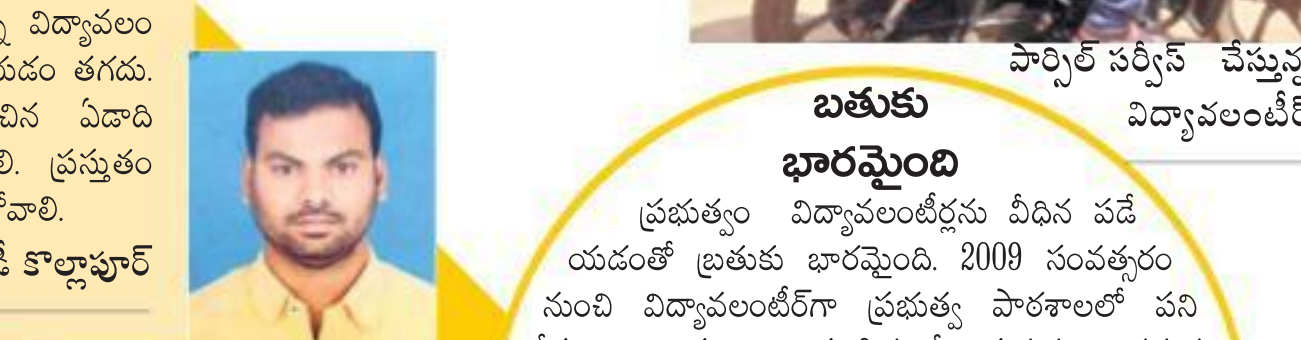 విద్యావలం
తగదు.
ఏడాది
ప్రస్తుతం
కొల్లాపూర్
పార్సిల్ సర్వీస్ చేస్తున్న
విద్యావలంటీర్
బతుకు
భారమైంది
ప్రభుత్వం విద్యావలంటీర్లను వీధిన పడే
యడంతో బ్రతుకు భారమైంది. 2009 సంవత్సరం
నుంచి విద్యావలంటీర్‌గా ప్రభుత్వ పాఠశాలలో పని